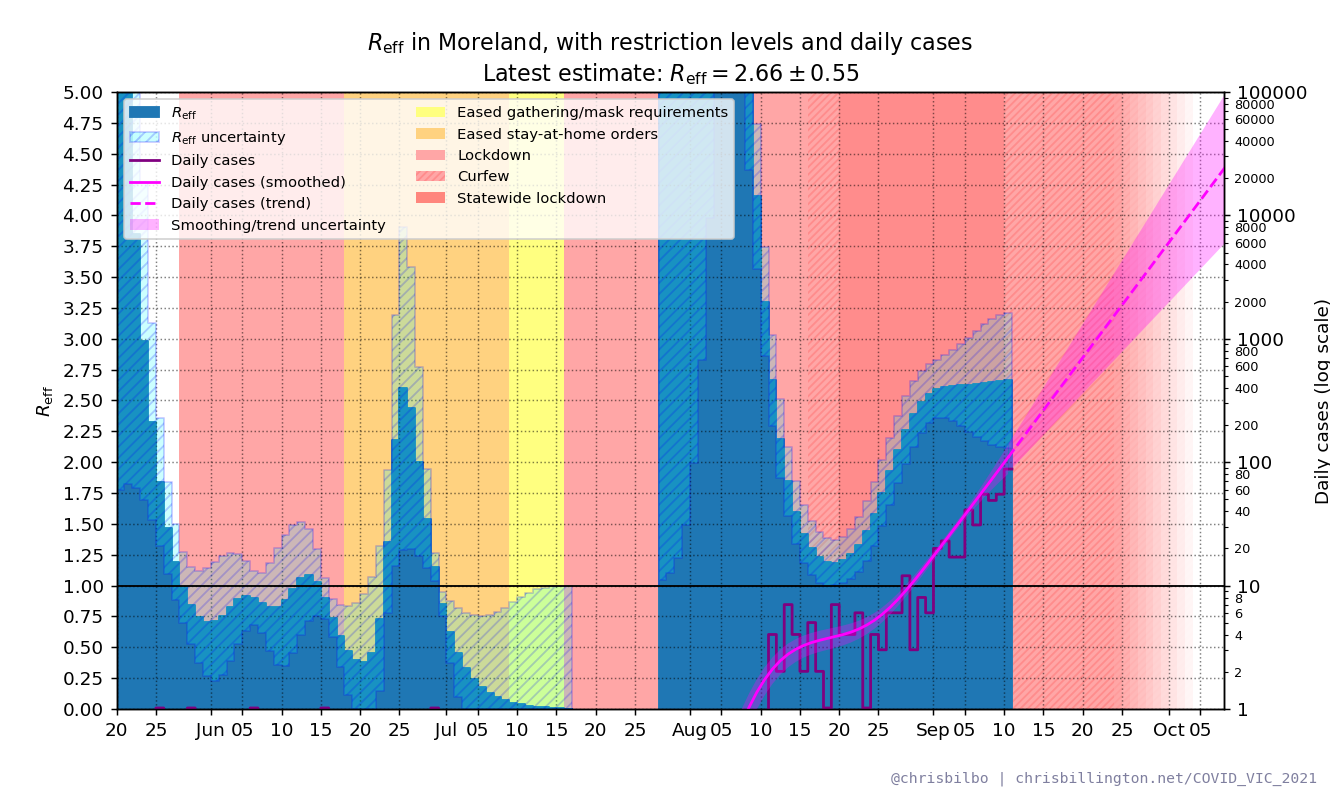 Reff in Moreland, with restriction levels and daily cases
Latest estimate: Reff = 2.66 ± 0.55
Reff
Reff uncertainty
Daily cases
Daily cases (smoothed)
Daily cases (trend)
Smoothing/trend uncertainty
Eased gathering/mask requirements
Eased stay-at-home orders
Lockdown
Curfew
Statewide lockdown
Reff
5.00
4.75
4.50
4.25
4.00
3.75
3.50
3.25
3.00
2.75
2.50
2.25
2.00
1.75
1.50
1.25
1.00
0.75
0.50
0.25
0.00
100000
80000
60000
40000
20000
10000
8000
6000
4000
2000
1000
800
600
400
200
100
80
60
40
20
10
8
6
4
2
1
Daily cases (log scale)
20 25 Jun 05 10 15 20 25 Jul 05 10 15 20 25 Aug 05 10 15 20 25 Sep 05 10 15 20 25 Oct 05
@chrisbilbo | chrisbillington.net/COVID_VIC_2021